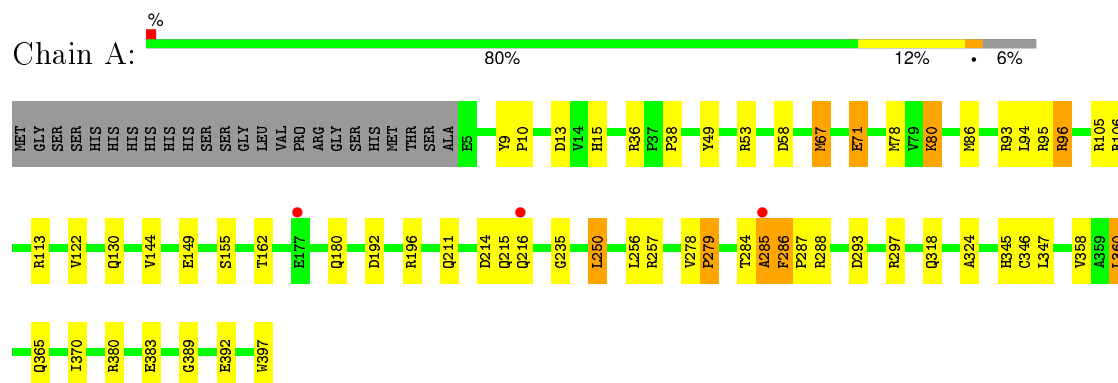 %
Chain A:
80% 12% • 6%
MET GLY SER SER HIS HIS HIS HIS HIS HIS SER SER GLY LEU VAL PRO ARG GLY SER HIS MET THR SER ALA E5 Y9 P10 D13 V14 H15 R36 P37 P38 Y49 R53 D58 M67 E71 M78 V79 K80 M86 R93 L94 R95 R96 R105
R113 V122 Q130 V144 E149 S155 T162 E177 Q180 D192 R196 Q211 D214 Q215 Q216 G235 L250 L256 R257 V278 P279 T284 A285 F286 P287 R288 D293 R297 Q318 A324 H345 C346 L347 V358 A359
Q365 I370 R380 E383 G389 E392 W397